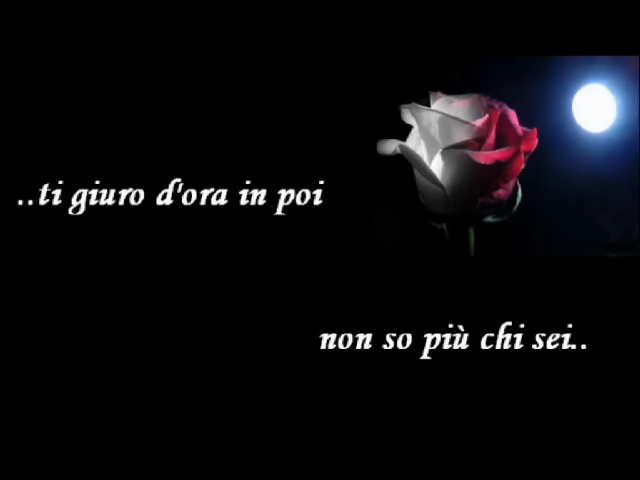 ..ti giuro d'ora in poi
non so più chi sei..